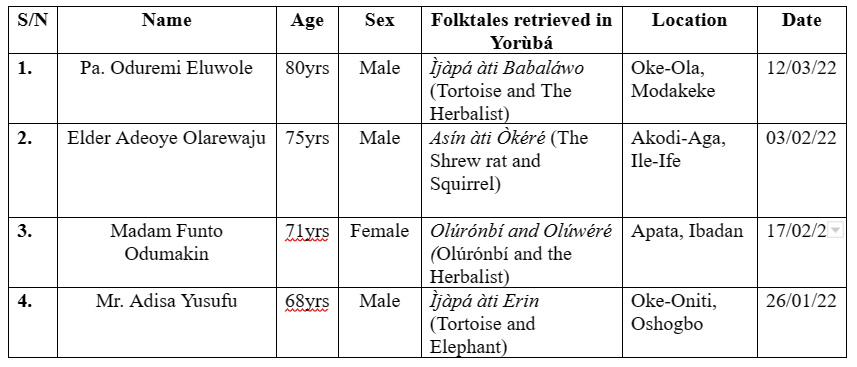 S/N Name Age Sex Folktales retrieved in Yorùbá Location Date
1. Pa. Oduremi Eluwole 80yrs Male Ìjàpá àti Babaláwo Oke-Ola, 12/03/22
(Tortoise and The Modakeke
Herbalist)
2. Elder Adeoye Olarewaju 75yrs Male Asín àti Òkéré (The Akodi-Aga, 03/02/22
Shrew rat and Ile-Ife
Squirrel)
3. Madam Funto 71yrs Female Olúrónbí and Olúwéré Apata, Ibadan
Odumakin (Olúrónbí and the
Herbalist)
4. Mr. Adisa Yusufu 68yrs Male Ìjàpá àti Erin Oke-Oniti, 26/01/22
(Tortoise and Oshogbo
Elephant)